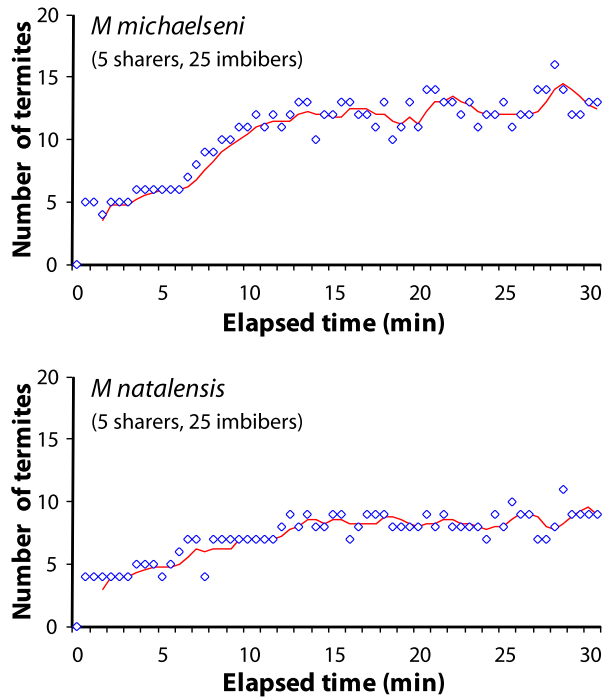 M michaelseni
(5 sharers, 25 imbibers)
Number of termites
20
15
10
5
0
0 5 10 15 20 25 30
Elapsed time (min)
M natalensis
(5 sharers, 25 imbibers)
Number of termites
20
15
10
5
0
0 5 10 15 20 25 30
Elapsed time (min)